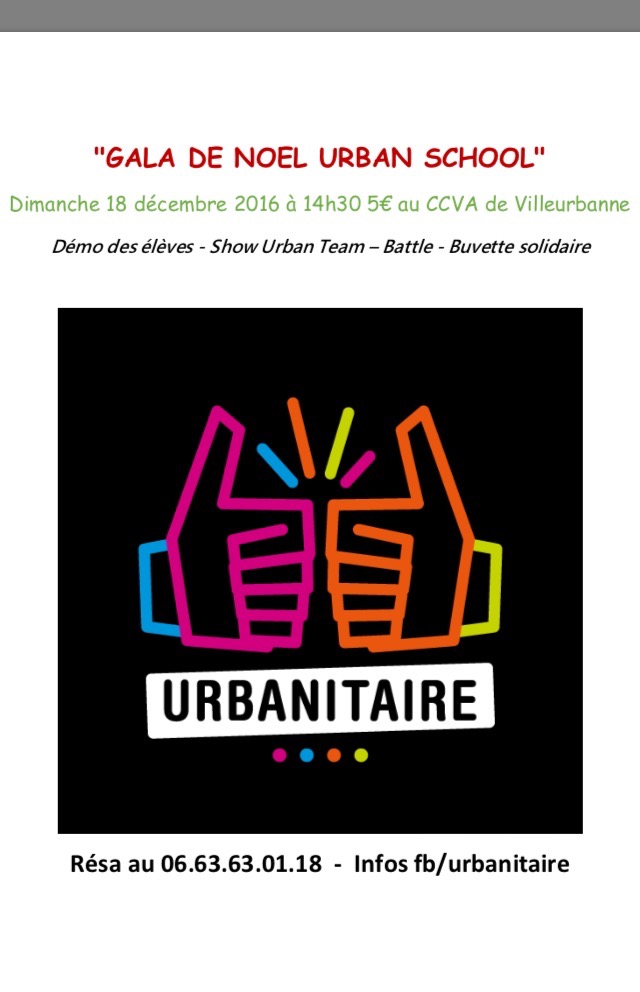 "GALA DE NOEL URBAN SCHOOL"
Dimanche 18 décembre 2016 à 14h30 5€ au CCVA de Villeurbanne
Démo des élèves - Show Urban Team – Battle - Buvette solidaire
URBANITAIRE
Résa au 06.63.63.01.18 - Infos fb/urbanitaire